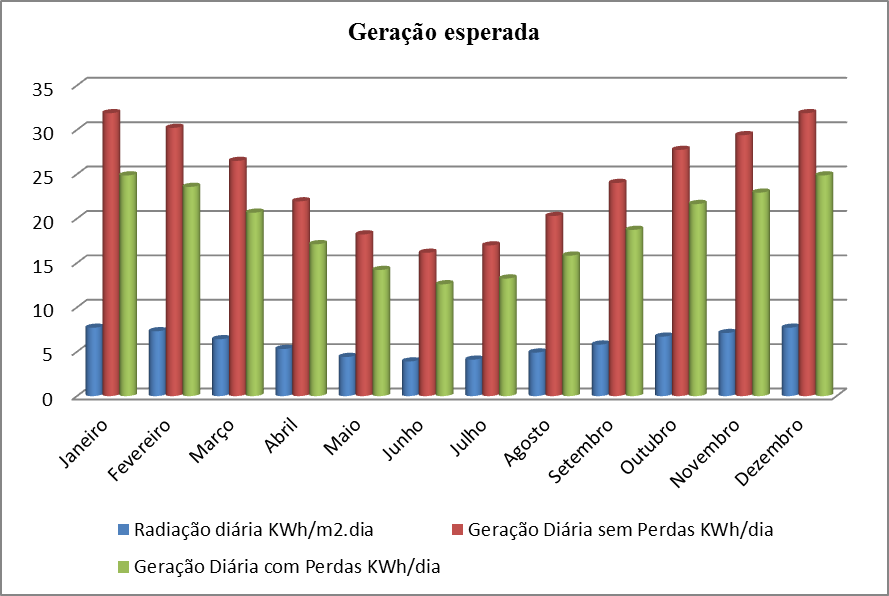 Geração esperada
35
30
25
20
15
10
5
0
Janeiro
Fevereiro
Março
Abril
Maio
Junho
Julho
Agosto
Setembro
Outubro
Novembro
Dezembro
Radiação diária KWh/m2.dia
Geração Diária sem Perdas KWh/dia
Geração Diária com Perdas KWh/dia